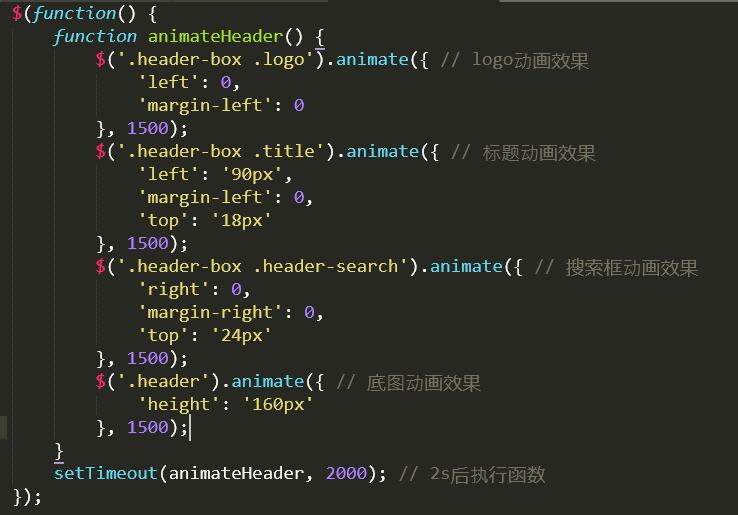 $(function() {
    function animateHeader() {
        $('.header-box .logo').animate({ // logo动画效果
            'left': 0,
            'margin-left': 0
        }, 1500);
        $('.header-box .title').animate({ // 标题动画效果
            'left': '90px',
            'margin-left': 0,
            'top': '18px'
        }, 1500);
        $('.header-box .header-search').animate({ // 搜索框动画效果
            'right': 0,
            'margin-right': 0,
            'top': '24px'
        }, 1500);
        $('.header').animate({ // 底图动画效果
            'height': '160px'
        }, 1500);
    }
    setTimeout(animateHeader, 2000); // 2s后执行函数
});